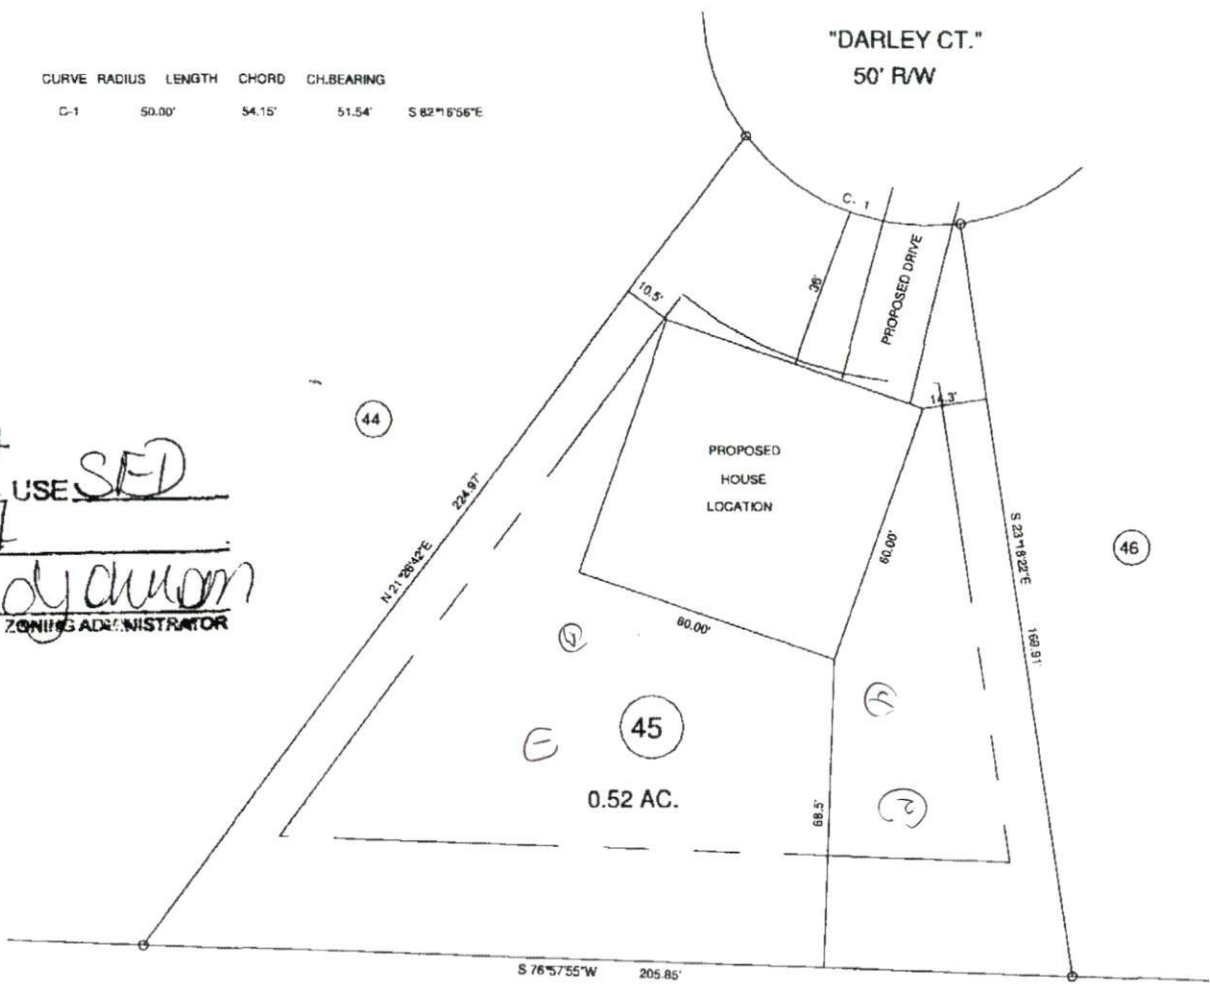 "DARLEY CT."
50' R/W
CURVE RADIUS LENGTH CHORD CH.BEARING
C-1 50.00' 54.15' 51.54' S 82°16'56"E
C. 1
36'
PROPOSED DRIVE
10.5'
14.3'
44
PROPOSED
HOUSE
LOCATION
USE SFD
224.97'
N 21°26'42"E
60.00'
S 23°18'22"E
46
ZONING ADMINISTRATOR
60.00'
169.91'
45
0.52 AC.
68.5'
2
S 76°57'55"W 205.85'